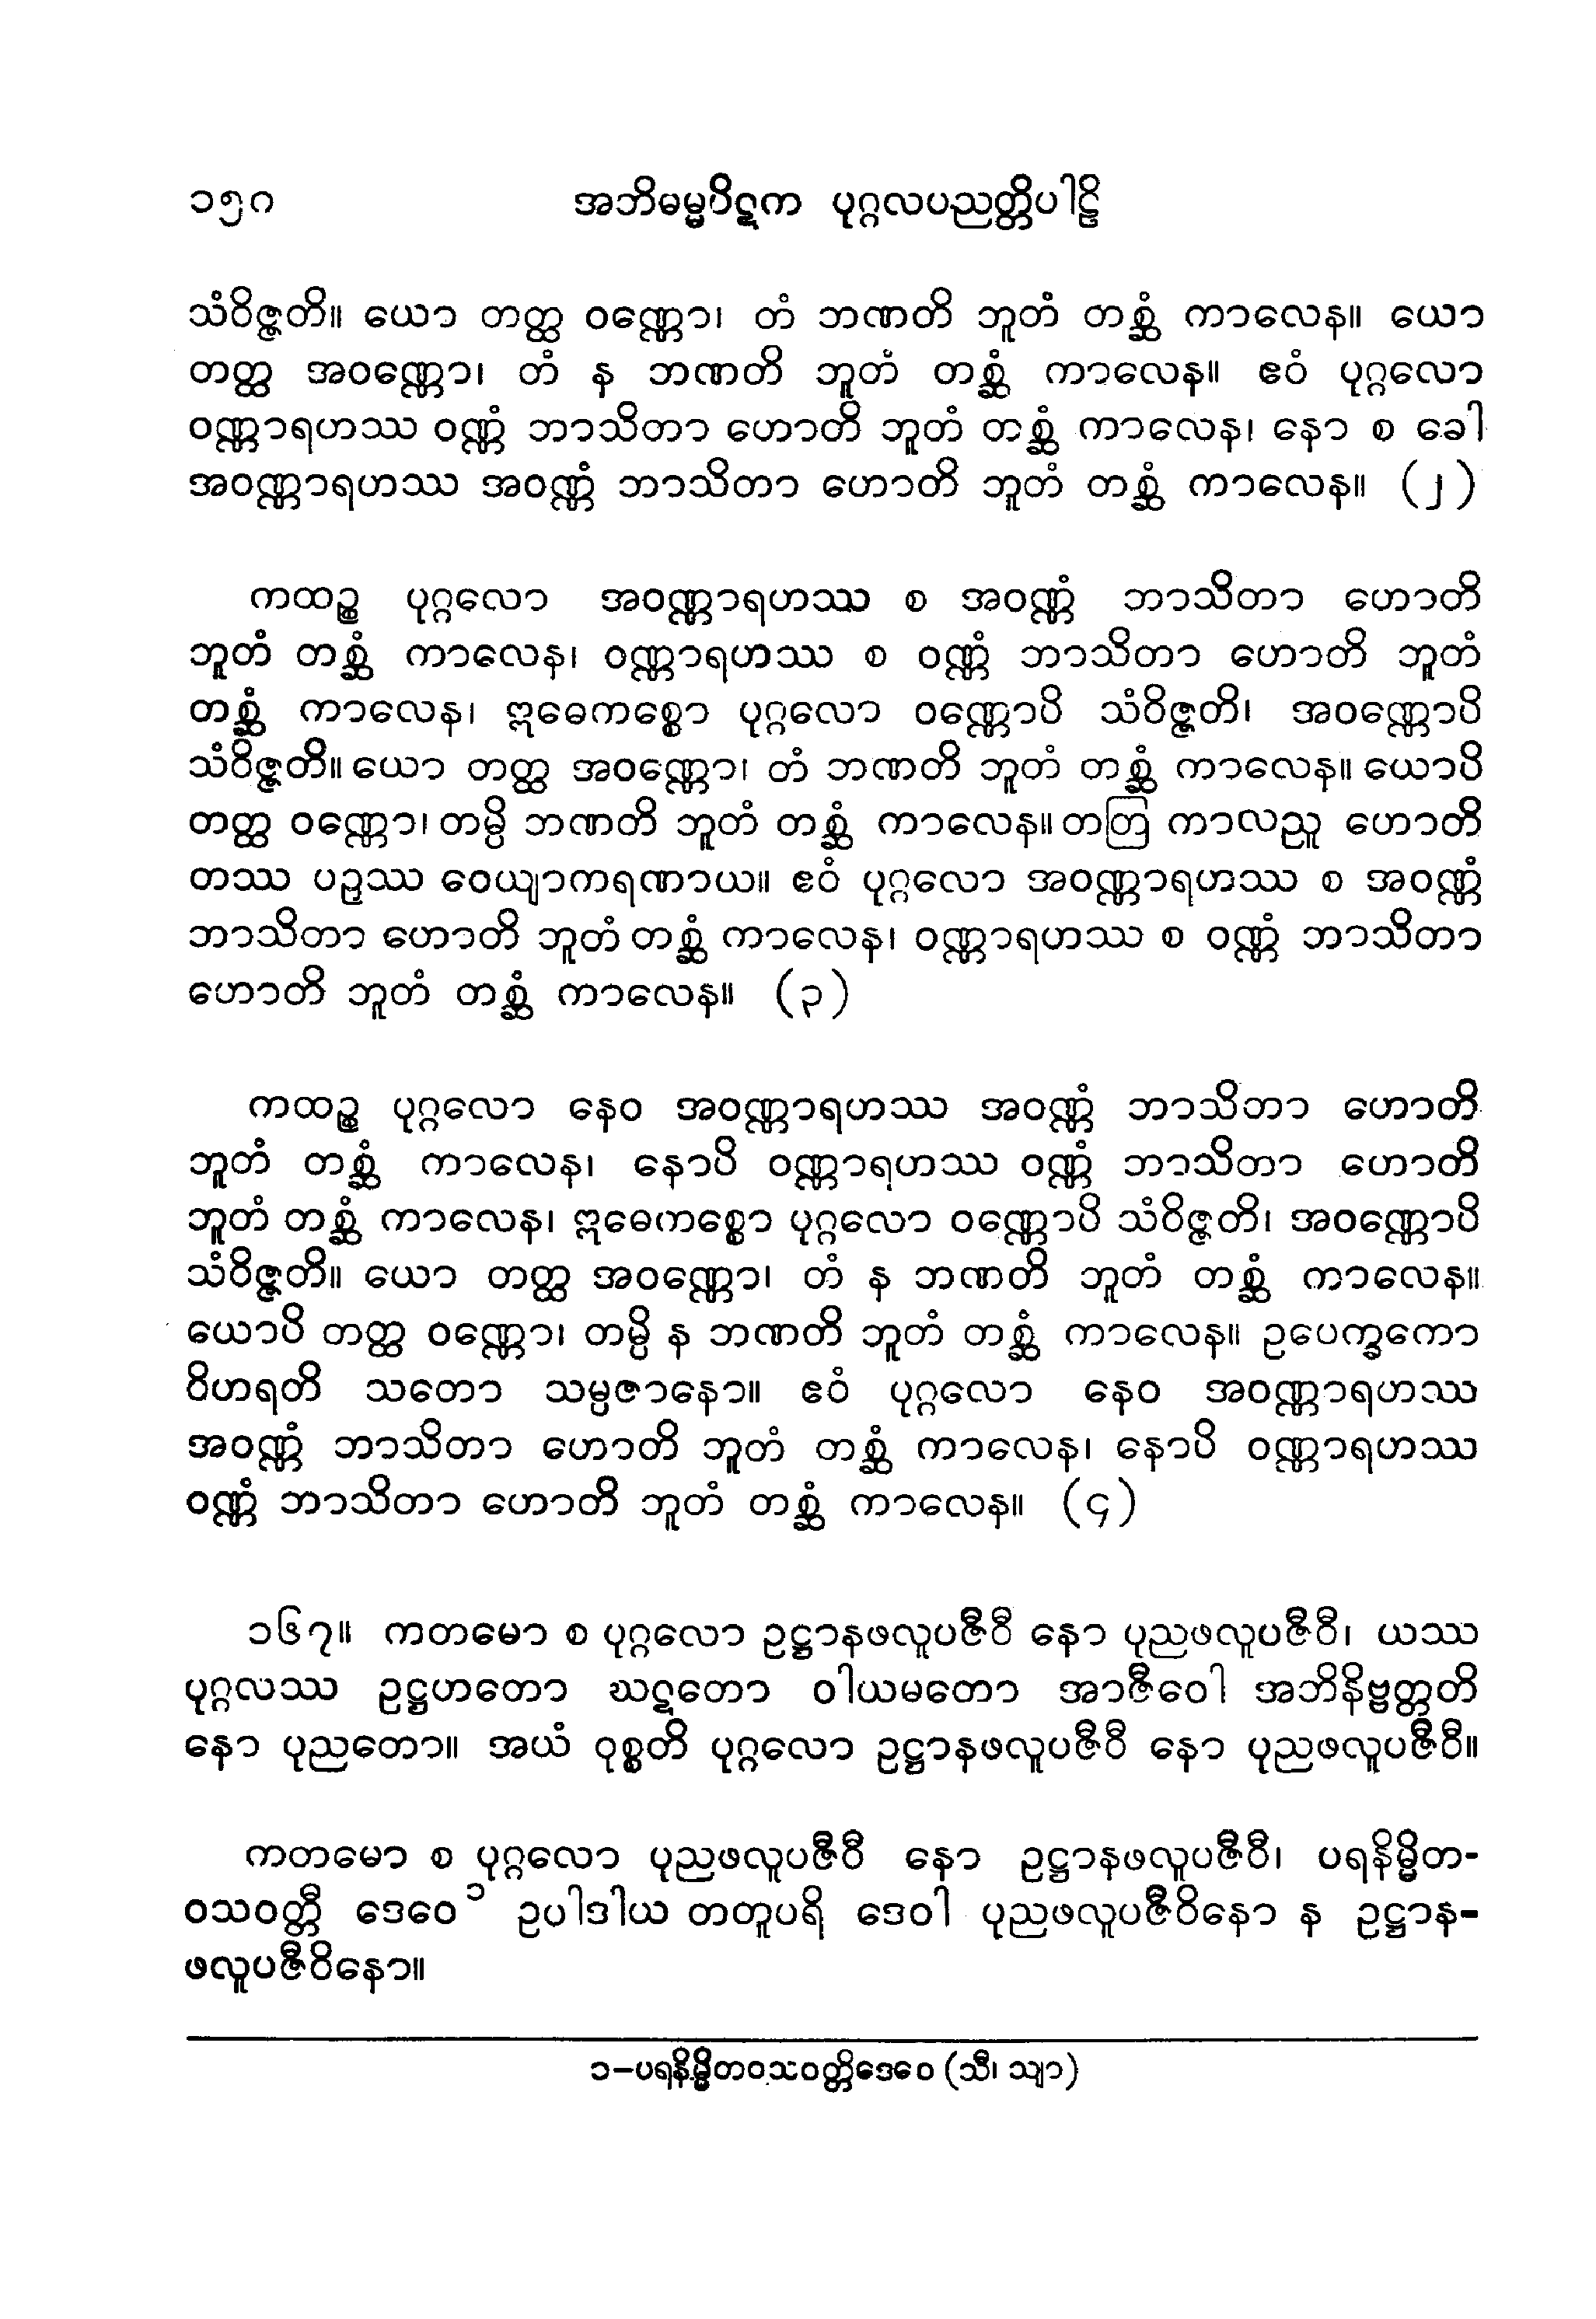 ၁၅၀ အဘိဓမ္မပိဋက ပုဂ္ဂလပညတ္တိပါဠိ
သံဝိဇ္ဇတိ။ ယော တတ္ထ ဝဏ္ဏော၊ တံ ဘဏတိ ဘူတံ တစ္ဆံ ကာလေန။ ယော
တတ္ထ အဝဏ္ဏော၊ တံ န ဘဏတိ ဘူတံ တစ္ဆံ ကာလေန။ ဧဝံ ပုဂ္ဂလော
ဝဏ္ဏာရဟဿ ဝဏ္ဏံ ဘာသိတာ ဟောတိ ဘူတံ တစ္ဆံ ကာလေန၊ နော စ ခေါ
အဝဏ္ဏာရဟဿ အဝဏ္ဏံ ဘာသိတာ ဟောတိ ဘူတံ တစ္ဆံ ကာလေန။ (၂)
ကထဉ္စ ပုဂ္ဂလော အဝဏ္ဏာရဟဿ စ အဝဏ္ဏံ ဘာသိတာ ဟောတိ
ဘူတံ တစ္ဆံ ကာလေန၊ ဝဏ္ဏာရဟဿ စ ဝဏ္ဏံ ဘာသိတာ ဟောတိ ဘူတံ
တစ္ဆံ ကာလေန၊ ဣဓေကစ္စော ပုဂ္ဂလော ဝဏ္ဏောပိ သံဝိဇ္ဇတိ၊ အဝဏ္ဏောပိ
သံဝိဇ္ဇတိ။ ယော တတ္ထ အဝဏ္ဏော၊ တံ ဘဏတိ ဘူတံ တစ္ဆံ ကာလေန။ ယောပိ
တတ္ထ ဝဏ္ဏော၊ တမ္ပိ ဘဏတိ ဘူတံ တစ္ဆံ ကာလေန။ တတြ ကာလညူ ဟောတိ
တဿ ပဉှဿ ဝေယျာကရဏာယ။ ဧဝံ ပုဂ္ဂလော အဝဏ္ဏာရဟဿ စ အဝဏ္ဏံ
ဘာသိတာ ဟောတိ ဘူတံ တစ္ဆံ ကာလေန၊ ဝဏ္ဏာရဟဿ စ ဝဏ္ဏံ ဘာသိတာ
ဟောတိ ဘူတံ တစ္ဆံ ကာလေန။ (၃)
ကထဉ္စ ပုဂ္ဂလော နေဝ အဝဏ္ဏာရဟဿ အဝဏ္ဏံ ဘာသိတာ ဟောတိ
ဘူတံ တစ္ဆံ ကာလေန၊ နောပိ ဝဏ္ဏာရဟဿ ဝဏ္ဏံ ဘာသိတာ ဟောတိ
ဘူတံ တစ္ဆံ ကာလေန၊ ဣဓေကစ္စော ပုဂ္ဂလော ဝဏ္ဏောပိ သံဝိဇ္ဇတိ၊ အဝဏ္ဏောပိ
သံဝိဇ္ဇတိ။ ယော တတ္ထ အဝဏ္ဏော၊ တံ န ဘဏတိ ဘူတံ တစ္ဆံ ကာလေန။
ယောပိ တတ္ထ ဝဏ္ဏော၊ တမ္ပိ န ဘဏတိ ဘူတံ တစ္ဆံ ကာလေန။ ဥပေက္ခကော
ဝိဟရတိ သတော သမ္ပဇာနော။ ဧဝံ ပုဂ္ဂလော နေဝ အဝဏ္ဏာရဟဿ
အဝဏ္ဏံ ဘာသိတာ ဟောတိ ဘူတံ တစ္ဆံ ကာလေန၊ နောပိ ဝဏ္ဏာရဟဿ
ဝဏ္ဏံ ဘာသိတာ ဟောတိ ဘူတံ တစ္ဆံ ကာလေန။ (၄)
၁၆၇။ ကတမော စ ပုဂ္ဂလော ဥဋ္ဌာနဖလူပဇီဝီ နော ပုညဖလူပဇီဝီ၊ ယဿ
ပုဂ္ဂလဿ ဥဋ္ဌဟတော ဃဋတော ဝါယမတော အာဇီဝေါ အဘိနိဗ္ဗတ္တတိ
နော ပုညတော။ အယံ ဝုစ္စတိ ပုဂ္ဂလော ဥဋ္ဌာနဖလူပဇီဝီ နော ပုညဖလူပဇီဝီ။
ကတမော စ ပုဂ္ဂလော ပုညဖလူပဇီဝီ နော ဥဋ္ဌာနဖလူပဇီဝီ၊ ပရနိမ္မိတ-
ဝသဝတ္တီ ဒေဝေ ၁ ဥပါဒါယ တတူပရိ ဒေဝါ ပုညဖလူပဇီဝိနော န ဥဋ္ဌာန-
ဖလူပဇီဝိနော။
၁-ပရနိမ္မိတဝသဝတ္တိဒေဝေ (သီ၊ သျာ)